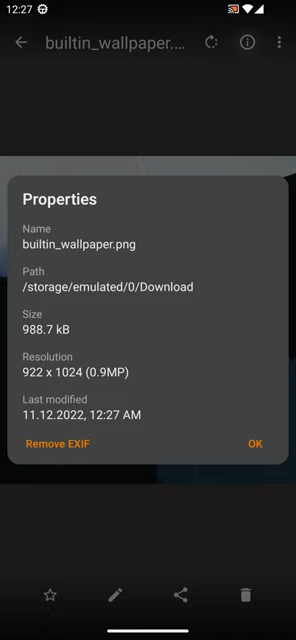 12:27
builtin_wallpaper....
Properties
Name
builtin_wallpaper.png
Path
/storage/emulated/0/Download
Size
988.7 kB
Resolution
922 x 1024 (0.9MP)
Last modified
11.12.2022, 12:27 AM
Remove EXIF OK